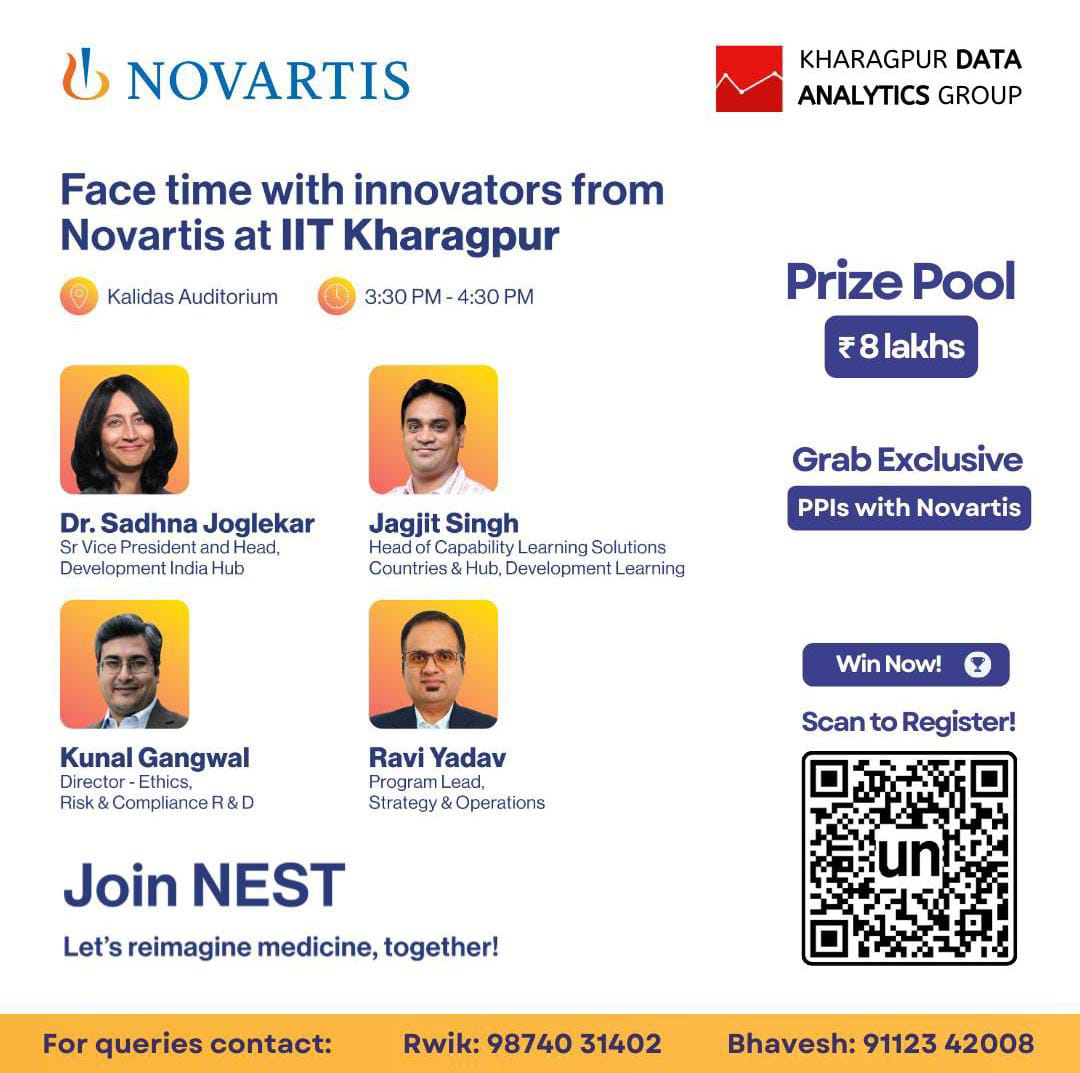 NOVARTIS
KHARAGPUR DATA
ANALYTICS GROUP
Face time with innovators from
Novartis at IIT Kharagpur
Kalidas Auditorium
3:30 PM - 4:30 PM
Prize Pool
₹ 8 lakhs
Grab Exclusive
PPIs with Novartis
Dr. Sadhna Joglekar
Sr Vice President and Head,
Development India Hub
Jagjit Singh
Head of Capability Learning Solutions
Countries & Hub, Development Learning
Kunal Gangwal
Director - Ethics,
Risk & Compliance R & D
Ravi Yadav
Program Lead,
Strategy & Operations
Win Now!
Scan to Register!
un
Join NEST
Let's reimagine medicine, together!
For queries contact: Rwik: 98740 31402 Bhavesh: 91123 42008